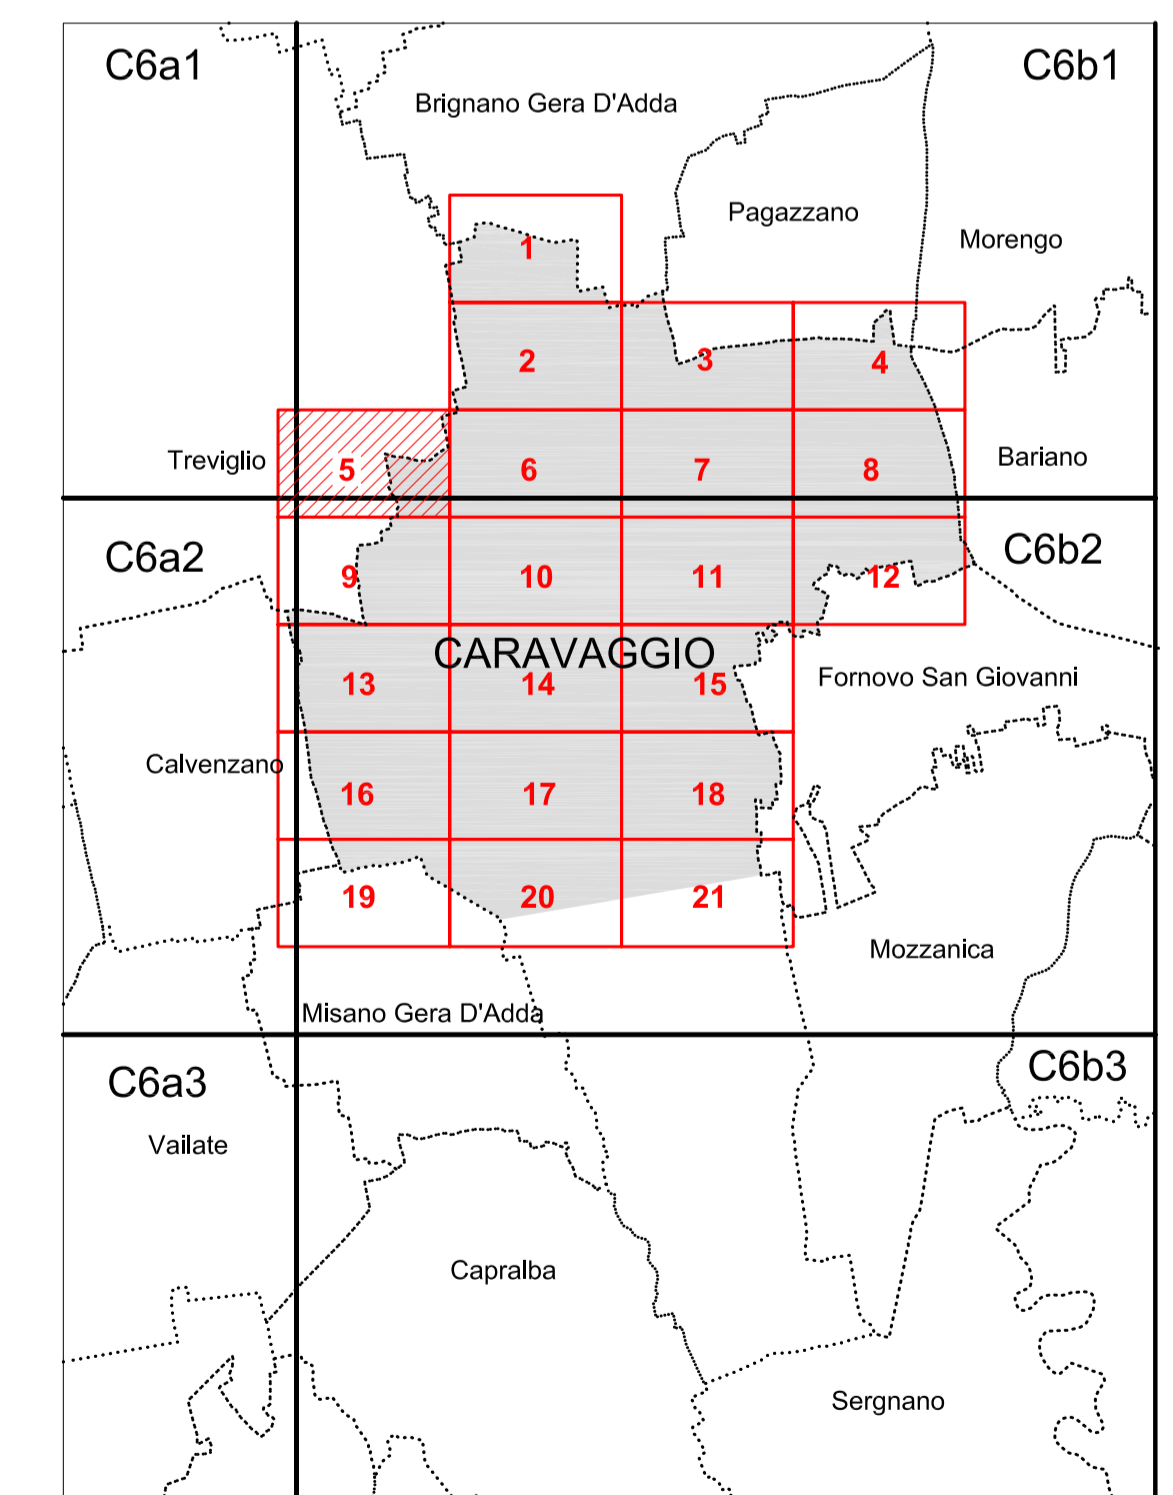 C6a1
C6b1
Brignano Gera D'Adda
Pagazzano
Morengo
1
2
3
4
Treviglio
5
6
7
8
Bariano
C6a2
C6b2
9
10
11
12
CARAVAGGIO
13
14
15
Fornovo San Giovanni
Calvenzano
16
17
18
19
20
21
Mozzanica
Misano Gera D'Adda
C6a3
C6b3
Vailate
Capralba
Sergnano